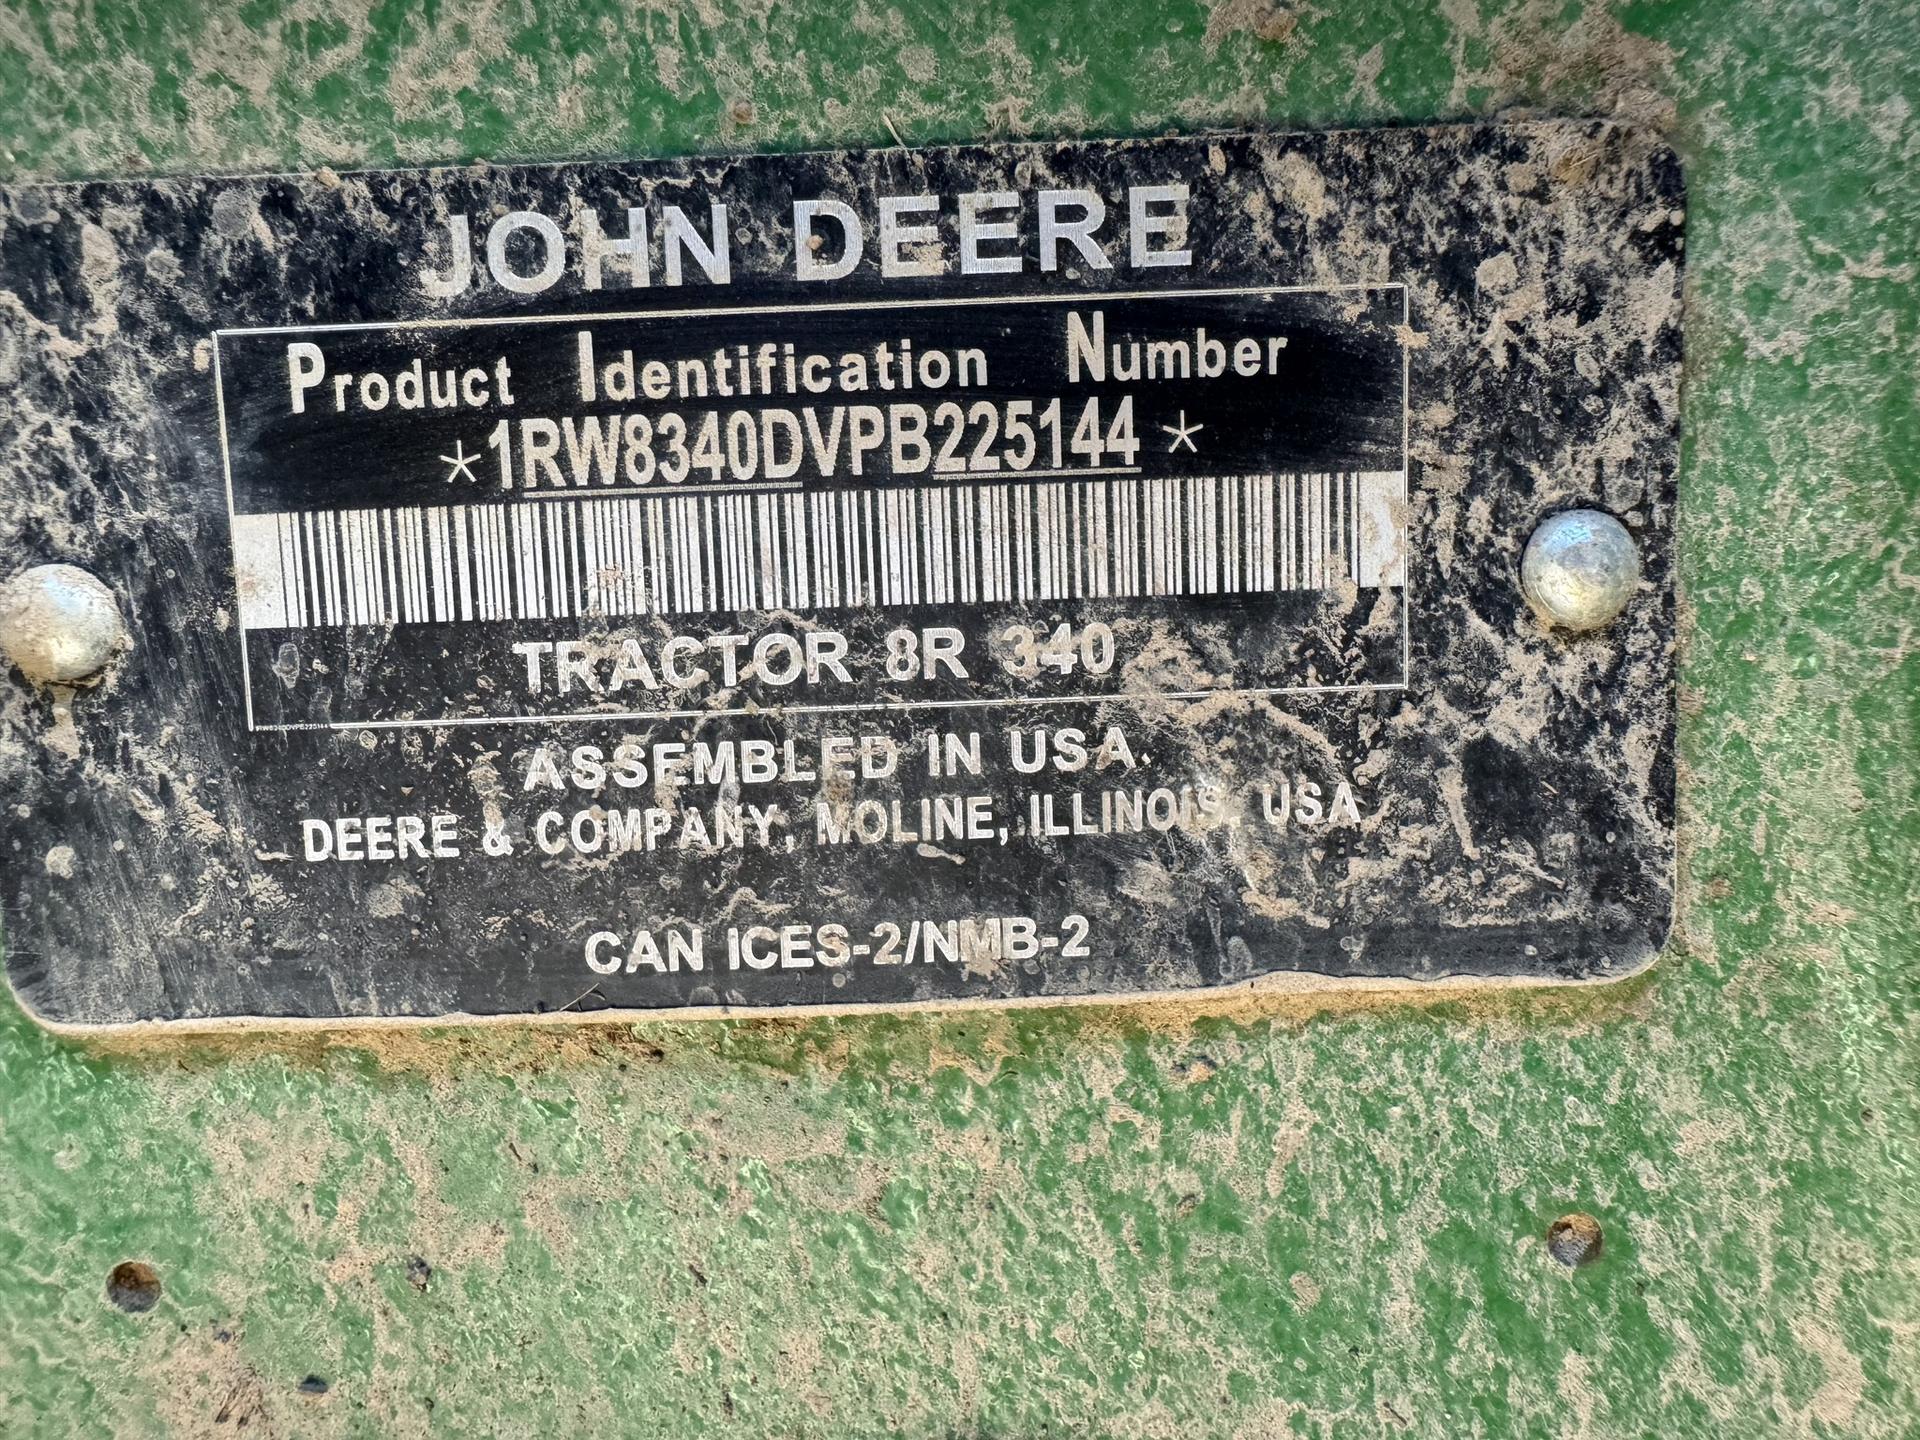 JOHN DEERE
Product Identification Number
*1RW8340DVPB225144*
TRACTOR 8R 340
1RW8340DVPB225144
ASSEMBLED IN USA.
DEERE & COMPANY, MOLINE, ILLINOIS, USA
CAN ICES-2/NMB-2